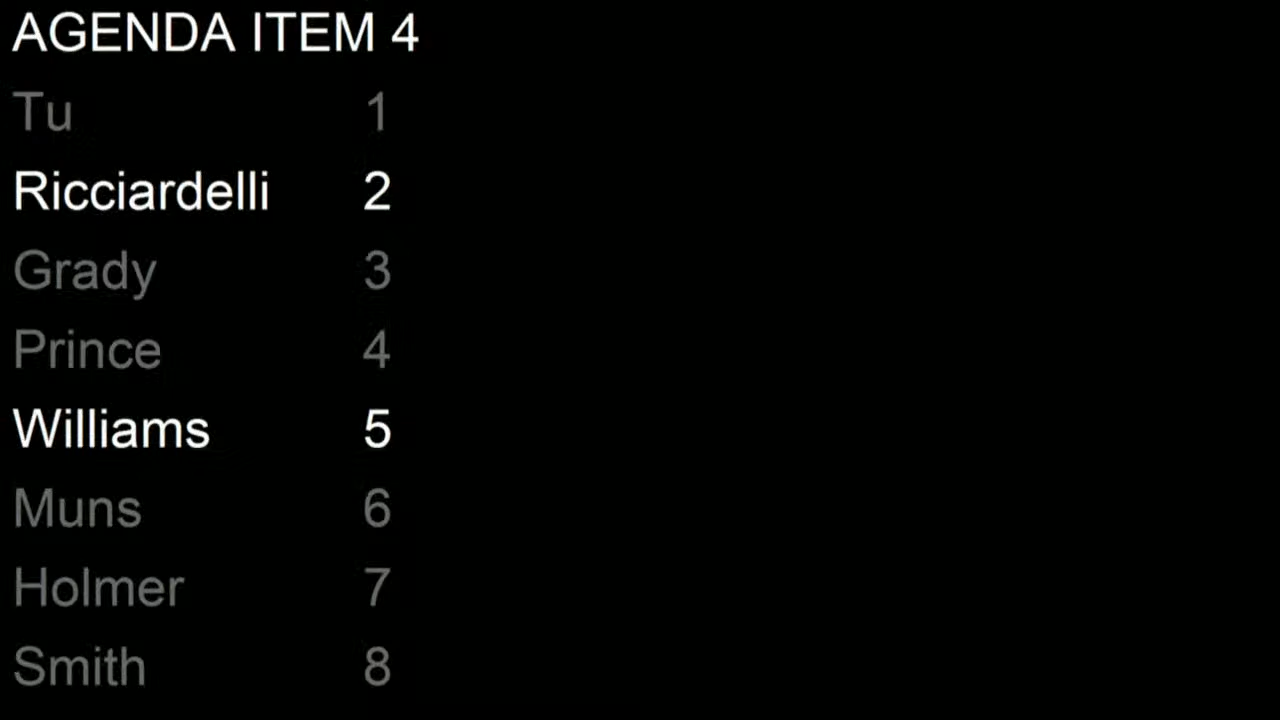 AGENDA ITEM 4
Tu 1
Ricciardelli 2
Grady 3
Prince 4
Williams 5
Muns 6
Holmer 7
Smith 8